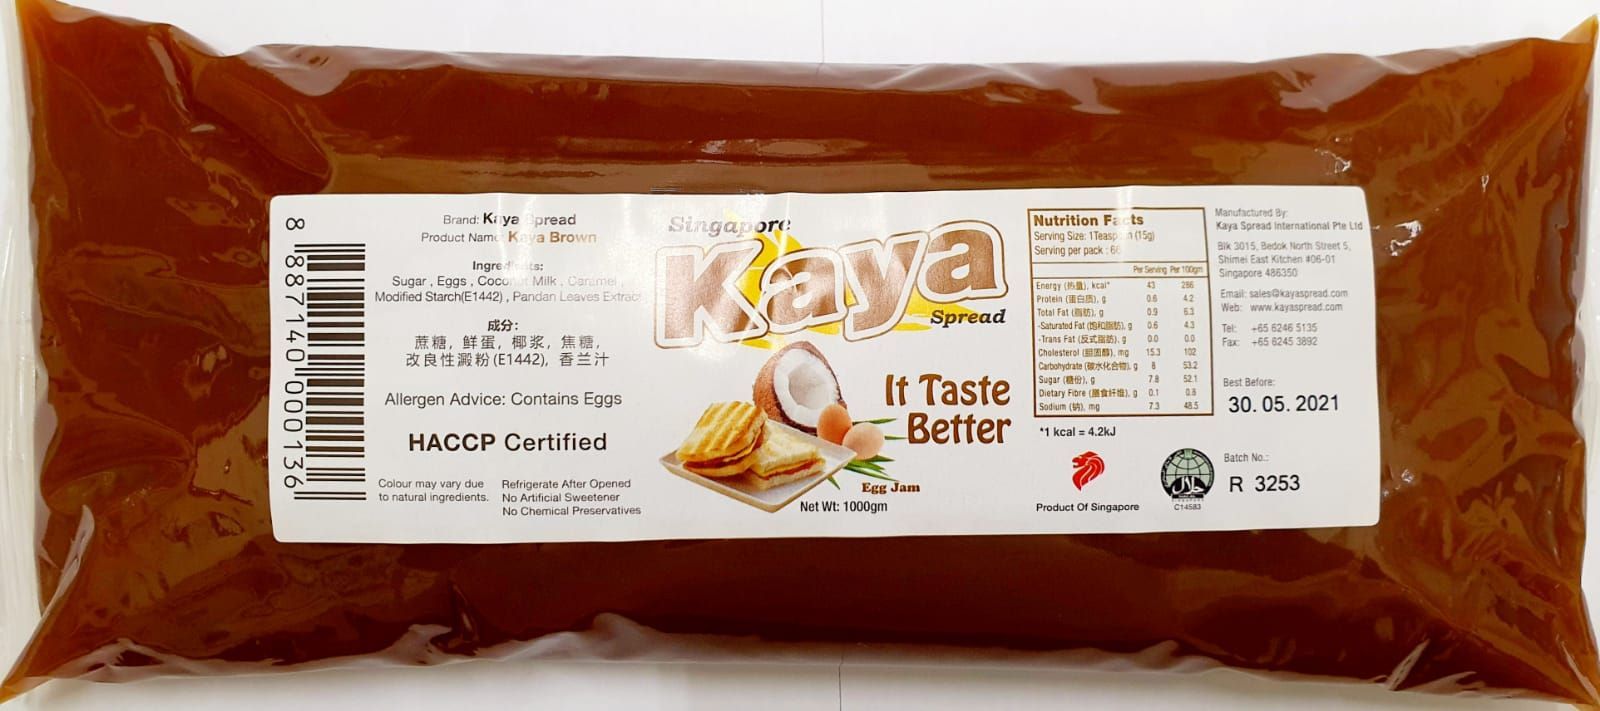 8 887140 000136
Brand: Kaya Spread
Product Name: Kaya Brown
Ingredients:
Sugar , Eggs , Coconut Milk , Caramel ,
Modified Starch(E1442) , Pandan Leaves Extract
成分：
蔗糖，鲜蛋，椰浆，焦糖，
改良性澱粉(E1442)，香兰汁
Allergen Advice: Contains Eggs
HACCP Certified
Colour may vary due
to natural ingredients.
Refrigerate After Opened
No Artificial Sweetener
No Chemical Preservatives
Singapore
Kaya
Spread
It Taste
Better
Egg Jam
Net Wt: 1000gm
Nutrition Facts
Serving Size: 1Teaspoon (15g)
Serving per pack : 66
Per Serving Per 100gm
Energy (热量), kcal* 43 286
Protein (蛋白质), g 0.6 4.2
Total Fat (脂肪), g 0.9 6.3
-Saturated Fat (饱和脂肪), g 0.6 4.3
-Trans Fat (反式脂肪), g 0.0 0.0
Cholesterol (胆固醇), mg 15.3 102
Carbohydrate (碳水化合物), g 8 53.2
Sugar (糖份), g 7.8 52.1
Dietary Fibre (膳食纤维), g 0.1 0.8
Sodium (钠), mg 7.3 48.5
*1 kcal = 4.2kJ
Product Of Singapore
حلال
C14583
Manufactured By:
Kaya Spread International Pte Ltd
Blk 3015, Bedok North Street 5,
Shimei East Kitchen #06-01
Singapore 486350
Email: sales@kayaspread.com
Web: www.kayaspread.com
Tel: +65 6246 5135
Fax: +65 6245 3892
Best Before:
30. 05. 2021
Batch No.:
R 3253